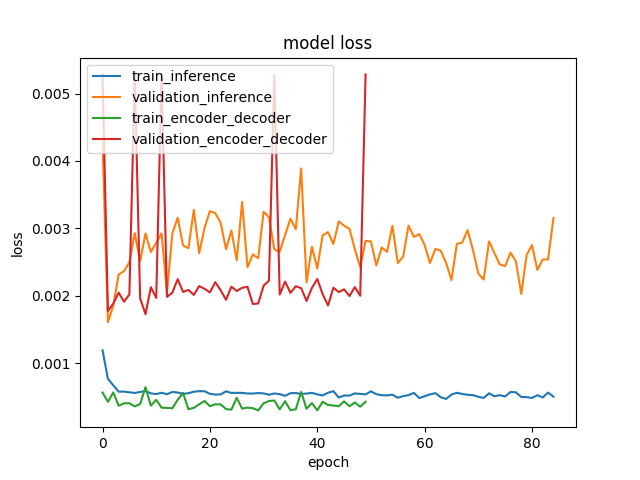 model loss
train_inference
validation_inference
train_encoder_decoder
validation_encoder_decoder
loss
0.005
0.004
0.003
0.002
0.001
0
20
40
60
80
epoch